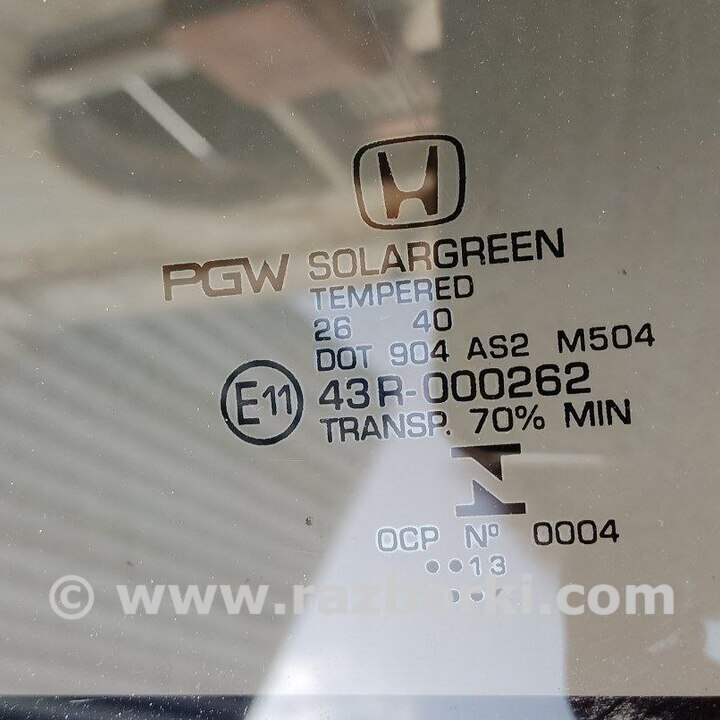 PGW SOLARGREEN
TEMPERED
26 40
DOT 904 AS2 M504
E11 43R-000262
TRANSP. 70% MIN
OCP Nº 0004
••13
© www.razborki.com